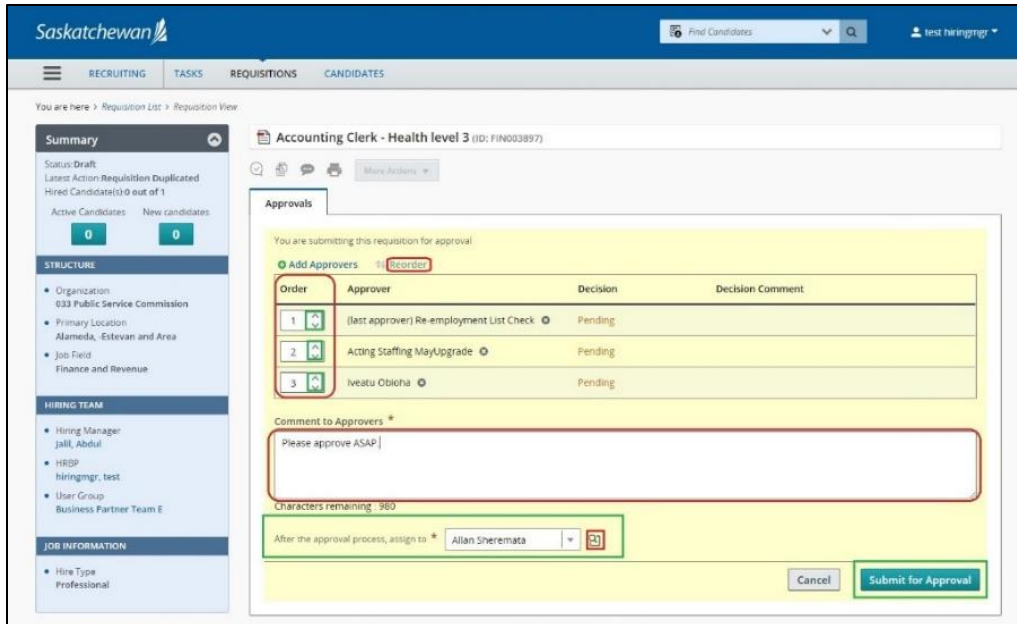 Saskatchewan
Find Candidates
test hiringmgr
RECRUITING TASKS REQUISITIONS CANDIDATES
You are here > Requisition List > Requisition View
Summary
Status:Draft
Latest Action:Requisition Duplicated
Hired Candidate(s):0 out of 1
Active Candidates New candidates
0 0
STRUCTURE
Organization
033 Public Service Commission
Primary Location
Alameda, -Estevan and Area
Job Field
Finance and Revenue
HIRING TEAM
Hiring Manager
Jalil, Abdul
HRBP
hiringmgr, test
User Group
Business Partner Team E
JOB INFORMATION
Hire Type
Professional
Accounting Clerk - Health level 3 (ID: FIN003897)
More Actions
Approvals
You are submitting this requisition for approval
Add Approvers Reorder
Order Approver Decision Decision Comment
1 (last approver) Re-employment List Check Pending
2 Acting Staffing MayUpgrade Pending
3 Iveatu Obioha Pending
Comment to Approvers *
Please approve ASAP.
Characters remaining : 980
After the approval process, assign to * Allan Sheremata
Cancel Submit for Approval